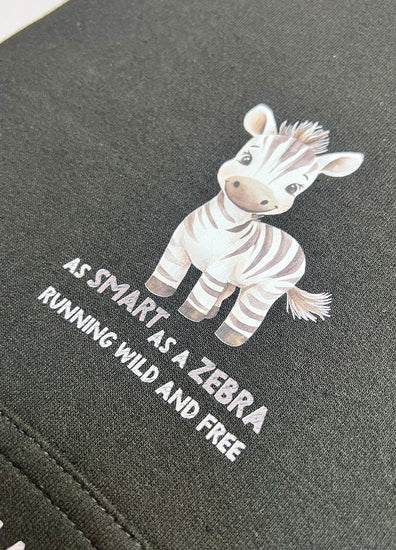 AS SMART AS A ZEBRA
RUNNING WILD AND FREE